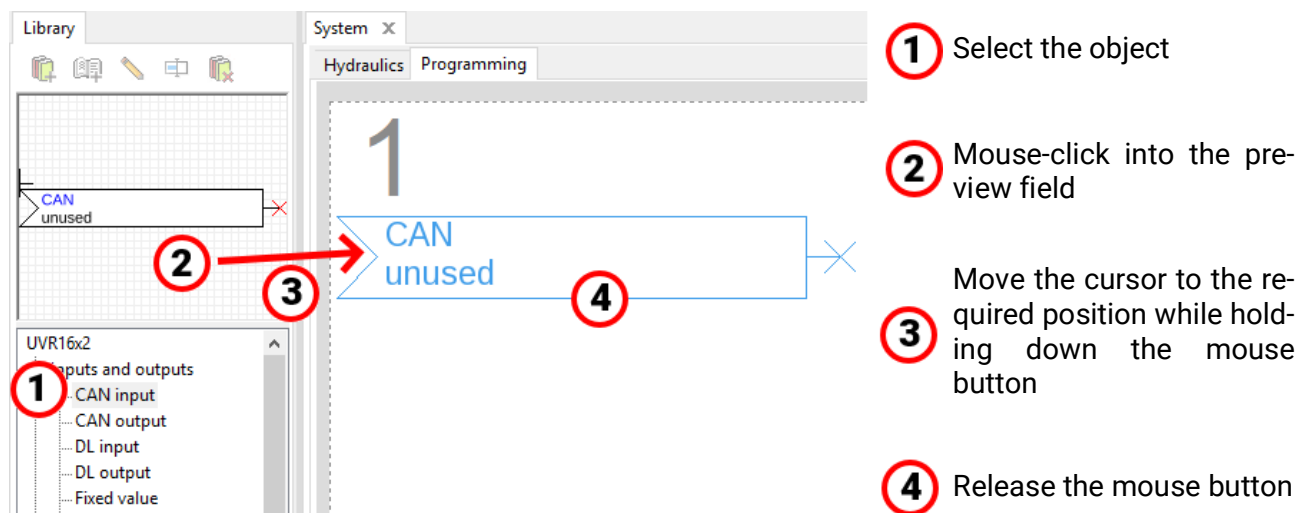 Library
System X
Hydraulics Programming
CAN
unused
1
CAN
unused
2
3
4
UVR16x2
1 puts and outputs
CAN input
CAN output
DL input
DL output
Fixed value
1 Select the object
2 Mouse-click into the pre-
view field
3 Move the cursor to the re-
quired position while hold-
ing down the mouse
button
4 Release the mouse button